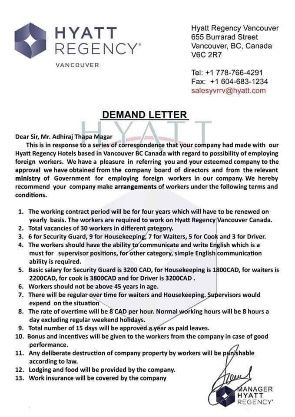 HYATT
REGENCY®
VANCOUVER
Hyatt Regency Vancouver
655 Burrard Street
Vancouver, BC, Canada
V6C 2R7
Tel: +1 778-766-4291
Fax: +1 604-683-1234
salesyvrrv@hyatt.com
HYATT
DEMAND LETTER
Dear Sir, Mr. Adhiraj Thapa Magar
This is in response to a series of correspondence that your company had made with our
Hyatt Regency Hotels based in Vancouver BC Canada with regard to possibility of employing
foreign workers. We have a pleasure in referring you and your esteemed company to the
approval we have obtained from the company board of directors and from the relevant
ministry of Government for employing foreign workers in our company. We hereby
recommend your company make arrangements of workers under the following terms and
conditions.
1. The working contract period will be for four years which will have to be renewed on
yearly basis. The workers are required to work on Hyatt Regency Vancouver Canada.
2. Total vacancies of 30 workers in different category.
3. 6 for Security Guard, 9 for Housekeeping, 7 for Waiters, 5 for Cook and 3 for Driver.
4. The workers should have the ability to communicate and write English which is a
must for supervisor positions, for other category, simple English communication
ability is required.
5. Basic salary for Security Guard is 3200 CAD, for Housekeeping is 1800CAD, for waiters is
2200CAD, for cook is 3800CAD and for Driver is 3200CAD .
6. Workers should not be above 45 years in age.
7. There will be regular over time for waiters and Housekeeping. Supervisors would
expend on the situation
8. The rate of overtime will be 8 CAD per hour. Normal working hours will be 8 hours a
day excluding regular weekend holidays.
9. Total number of 15 days will be approved a year as paid leaves.
10. Bonus and incentives will be given to the workers from the company in case of good
performance.
11. Any deliberate destruction of company property by workers will be punishable
according to law.
12. Lodging and food will be provided by the company.
13. Work insurance will be covered by the company
MANAGER
HYATT
REGENCY®